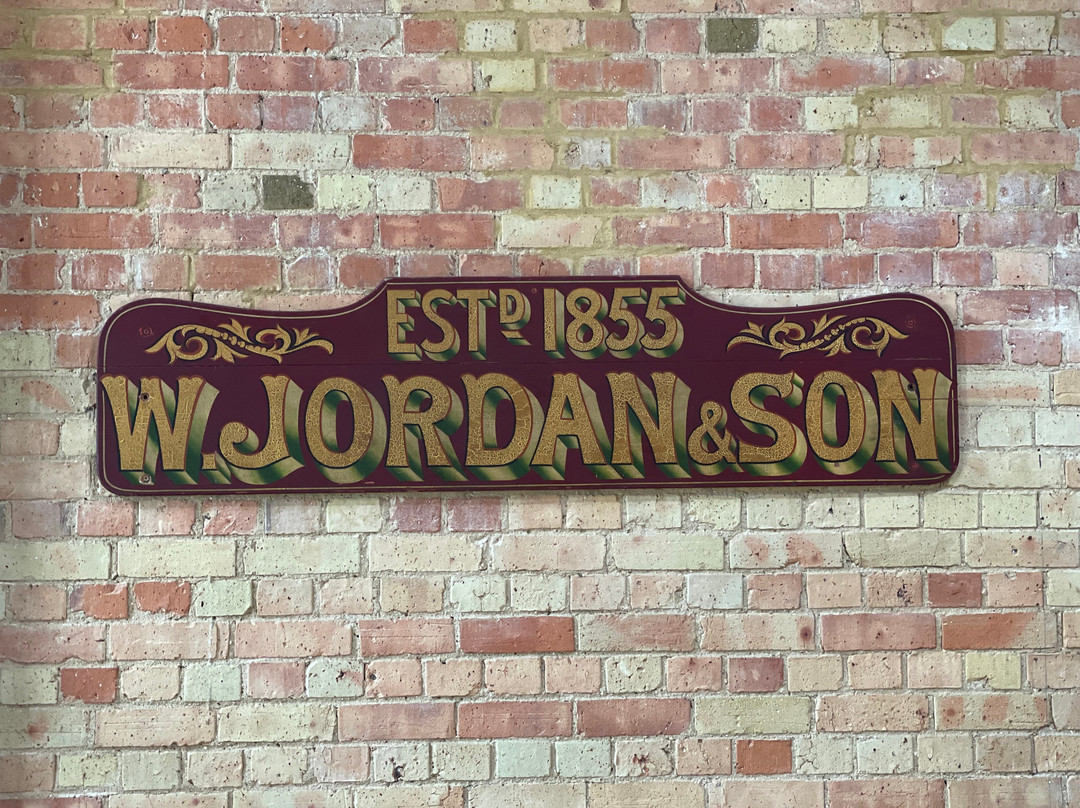 ESTD 1855
W. JORDAN & SON